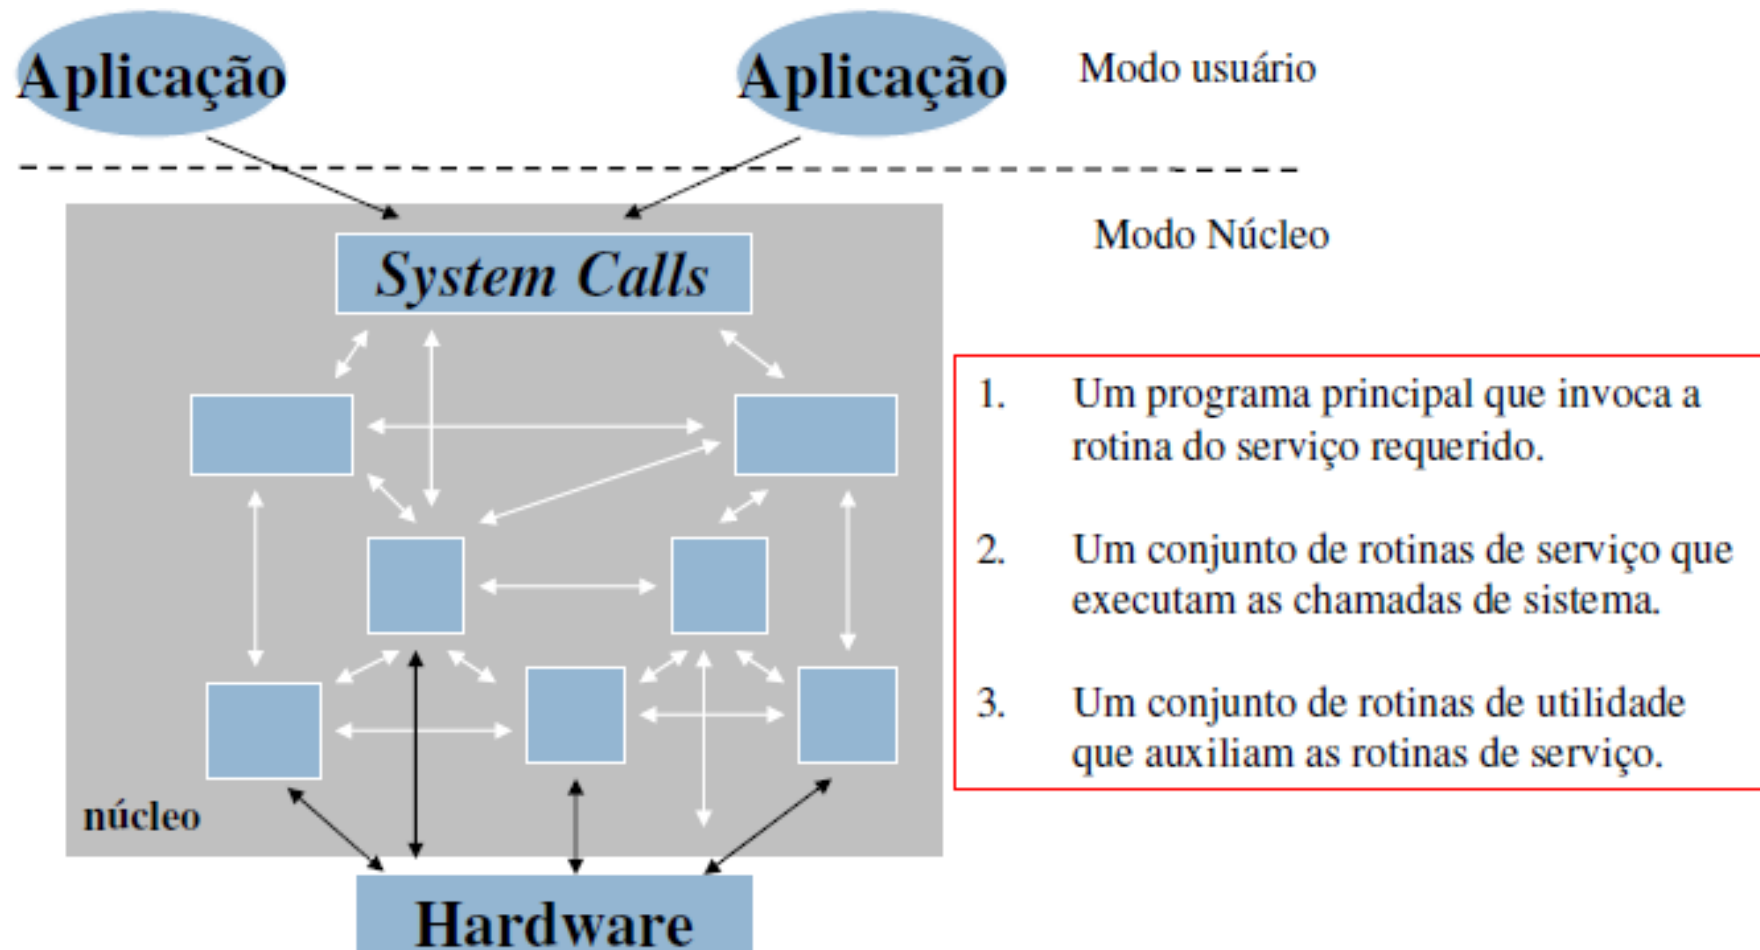 Aplicação
Aplicação
Modo usuário
Modo Núcleo
System Calls
1. Um programa principal que invoca a
rotina do serviço requerido.
2. Um conjunto de rotinas de serviço que
executam as chamadas de sistema.
3. Um conjunto de rotinas de utilidade
que auxiliam as rotinas de serviço.
núcleo
Hardware